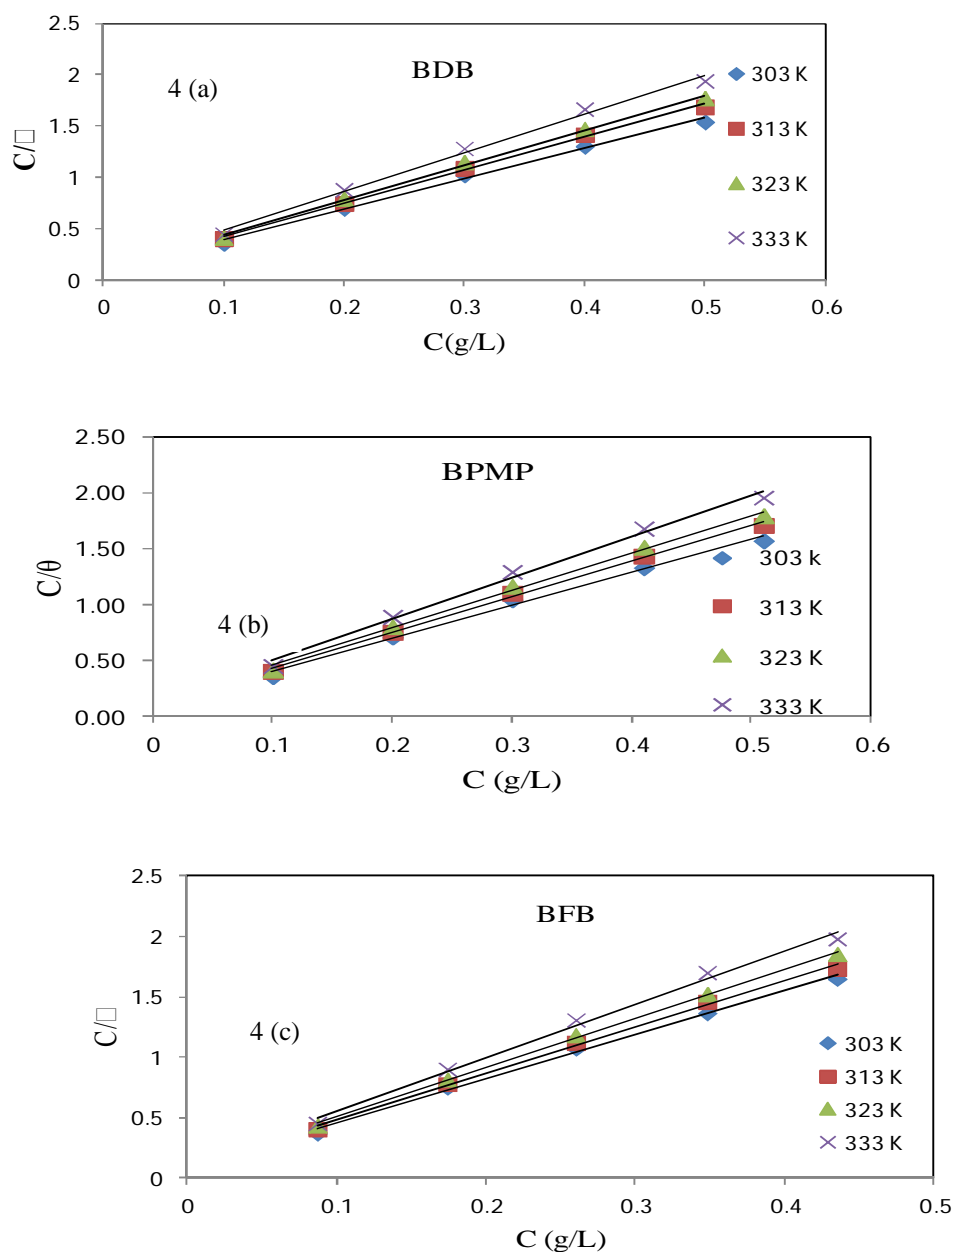 2.5
2
1.5
1
0.5
0
C/□
4 (a)
BDB
303 K
313 K
323 K
333 K
0 0.1 0.2 0.3 0.4 0.5 0.6
C(g/L)
2.50
2.00
1.50
1.00
0.50
0.00
C/θ
BPMP
4 (b)
303 k
313 K
323 K
333 K
0 0.1 0.2 0.3 0.4 0.5 0.6
C (g/L)
2.5
2
1.5
1
0.5
0
C/□
BFB
4 (c)
303 K
313 K
323 K
333 K
0 0.1 0.2 0.3 0.4 0.5
C (g/L)